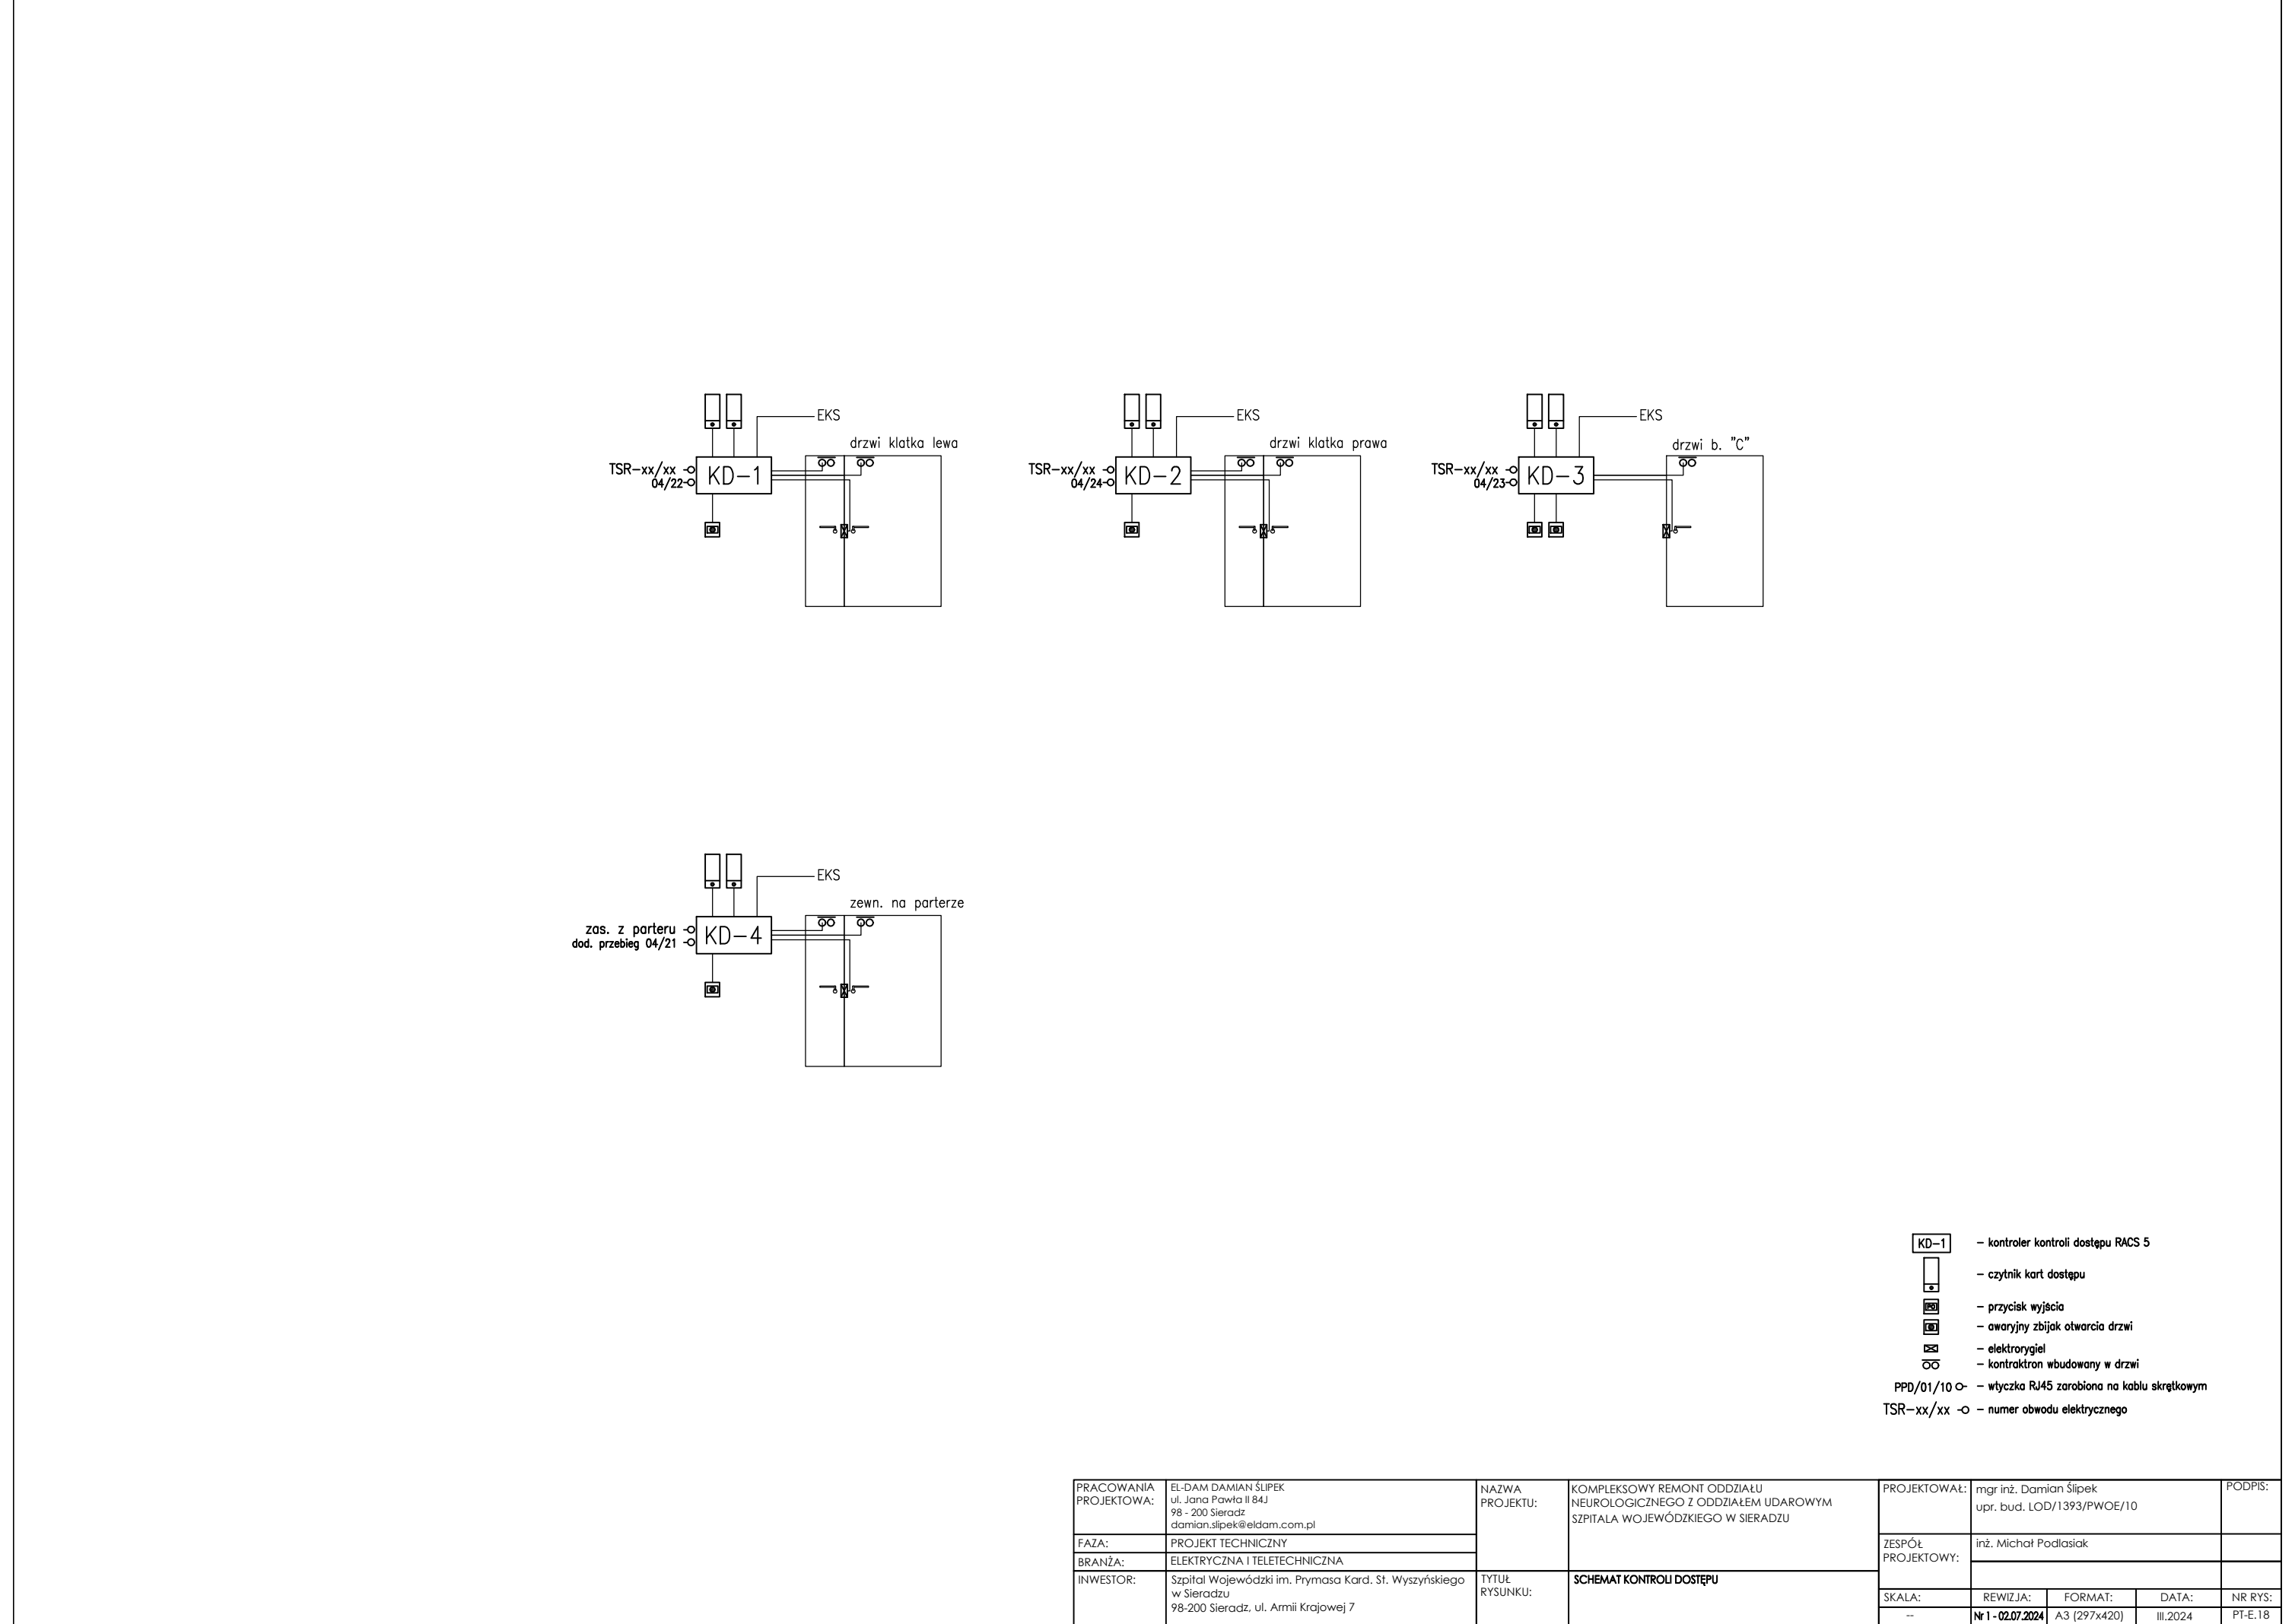 EKS
drzwi klatka lewa
TSR-xx/xx
04/22
KD-1
EKS
drzwi klatka prawa
TSR-xx/xx
04/24
KD-2
EKS
drzwi b. "C"
TSR-xx/xx
04/23
KD-3
EKS
zewn. na parterze
zas. z parteru
dod. przebieg 04/21
KD-4
KD-1 - kontroler kontroli dostępu RACS 5
- czytnik kart dostępu
- przycisk wyjścia
- awaryjny zbijak otwarcia drzwi
- elektrorygiel
- kontraktron wbudowany w drzwi
PPD/01/10 - wtyczka RJ45 zarobiona na kablu skrętkowym
TSR-xx/xx - numer obwodu elektrycznego
PRACOWANIA
PROJEKTOWA:
EL-DAM DAMIAN ŚLIPEK
ul. Jana Pawła II 84J
98 - 200 Sieradz
damian.slipek@eldam.com.pl
FAZA:
PROJEKT TECHNICZNY
BRANŻA:
ELEKTRYCZNA I TELETECHNICZNA
INWESTOR:
Szpital Wojewódzki im. Prymasa Kard. St. Wyszyńskiego
w Sieradzu
98-200 Sieradz, ul. Armii Krajowej 7
NAZWA
PROJEKTU:
KOMPLEKSOWY REMONT ODDZIAŁU
NEUROLOGICZNEGO Z ODDZIAŁEM UDAROWYM
SZPITALA WOJEWÓDZKIEGO W SIERADZU
TYTUŁ
RYSUNKU:
SCHEMAT KONTROLI DOSTĘPU
PROJEKTOWAŁ:
mgr inż. Damian Ślipek
upr. bud. LOD/1393/PWOE/10
PODPIS:
ZESPÓŁ
PROJEKTOWY:
inż. Michał Podlasiak
SKALA:
--
REWIZJA:
Nr 1 - 02.07.2024
FORMAT:
A3 (297x420)
DATA:
III.2024
NR RYS:
PT-E.18